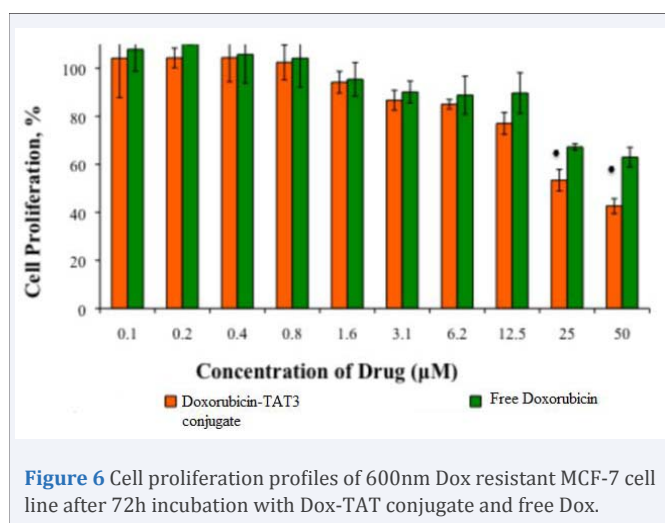 100
80
60
40
20
0
Cell Proliferation, %
0.1 0.2 0.4 0.8 1.6 3.1 6.2 12.5 25 50
Concentration of Drug (µM)
Doxorubicin-TAT3
conjugate
Free Doxorubicin
Figure 6 Cell proliferation profiles of 600nm Dox resistant MCF-7 cell
line after 72h incubation with Dox-TAT conjugate and free Dox.